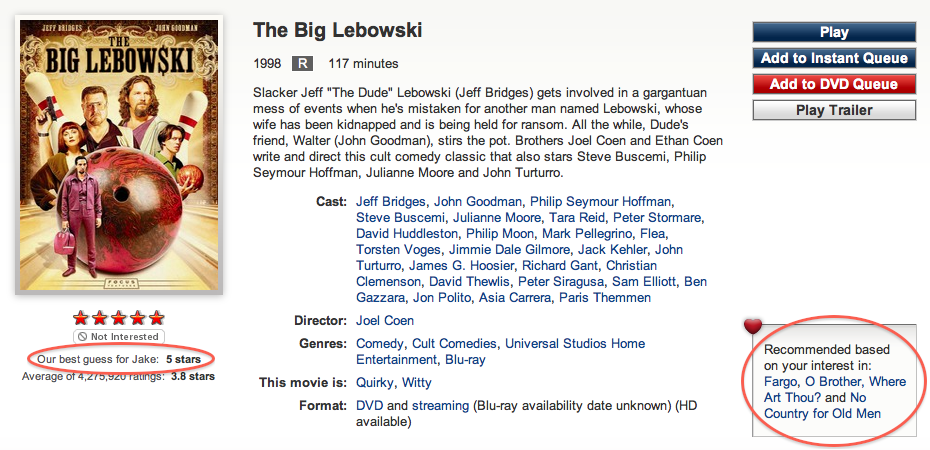 JEFF BRIDGES
JOHN GOODMAN
THE
BIG LEBOW$KI
FOCUS
FEATURES
Our best guess for Jake: 5 stars
Not Interested
Average of 4,275,920 ratings: 3.8 stars
The Big Lebowski
1998 R 117 minutes
Slacker Jeff "The Dude" Lebowski (Jeff Bridges) gets involved in a gargantuan
mess of events when he's mistaken for another man named Lebowski, whose
wife has been kidnapped and is being held for ransom. All the while, Dude's
friend, Walter (John Goodman), stirs the pot. Brothers Joel Coen and Ethan Coen
write and direct this cult comedy classic that also stars Steve Buscemi, Philip
Seymour Hoffman, Julianne Moore and John Turturro.
Cast: Jeff Bridges, John Goodman, Philip Seymour Hoffman,
Steve Buscemi, Julianne Moore, Tara Reid, Peter Stormare,
David Huddleston, Philip Moon, Mark Pellegrino, Flea,
Torsten Voges, Jimmie Dale Gilmore, Jack Kehler, John
Turturro, James G. Hoosier, Richard Gant, Christian
Clemenson, David Thewlis, Peter Siragusa, Sam Elliott, Ben
Gazzara, Jon Polito, Asia Carrera, Paris Themmen
Director: Joel Coen
Genres: Comedy, Cult Comedies, Universal Studios Home
Entertainment, Blu-ray
This movie is: Quirky, Witty
Format: DVD and streaming (Blu-ray availability date unknown) (HD
available)
Play
Add to Instant Queue
Add to DVD Queue
Play Trailer
Recommended based
on your interest in:
Fargo, O Brother, Where
Art Thou? and No
Country for Old Men